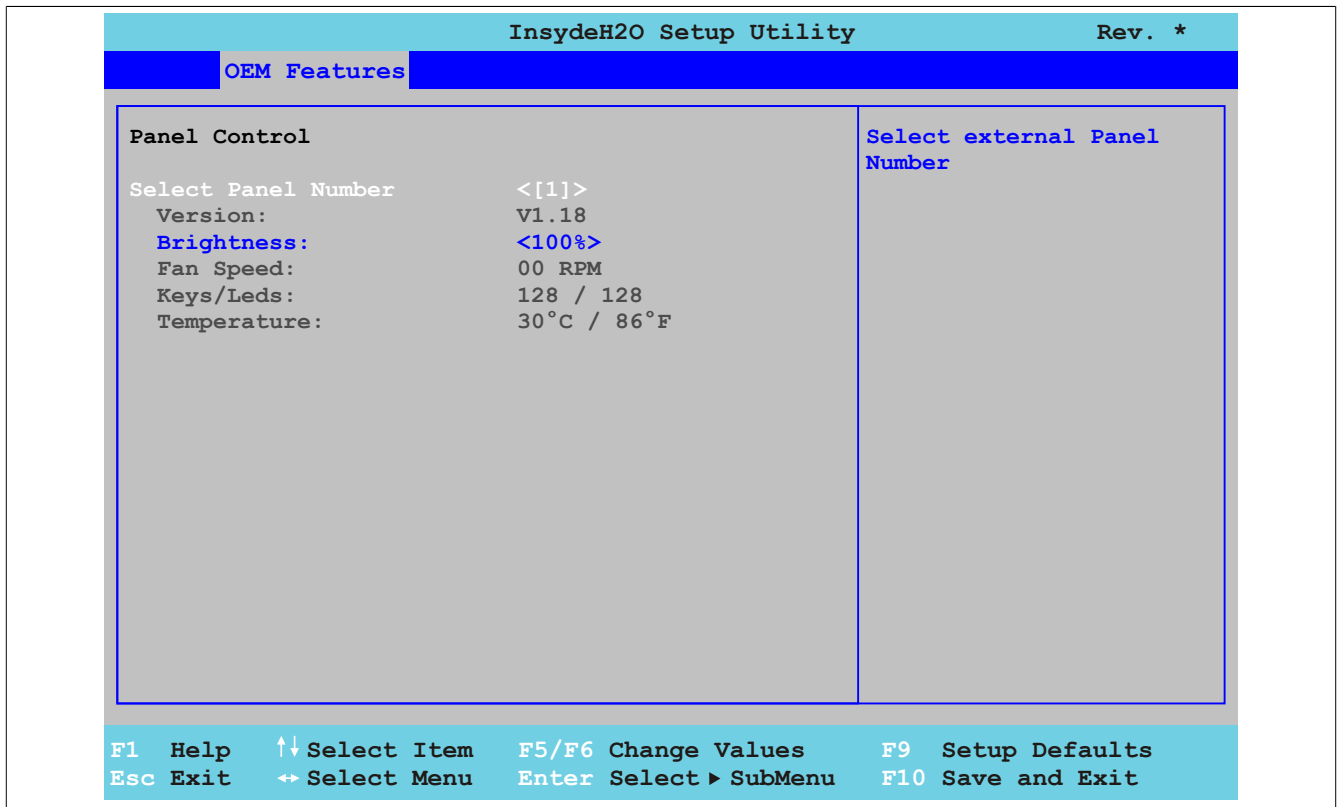 InsydeH2O Setup Utility Rev. *
OEM Features
Panel Control
Select Panel Number <[1]>
Version: V1.18
Brightness: <100%>
Fan Speed: 00 RPM
Keys/Leds: 128 / 128
Temperature: 30°C / 86°F
Select external Panel
Number
F1 Help ↑↓ Select Item F5/F6 Change Values F9 Setup Defaults
Esc Exit ↔ Select Menu Enter Select ▶ SubMenu F10 Save and Exit